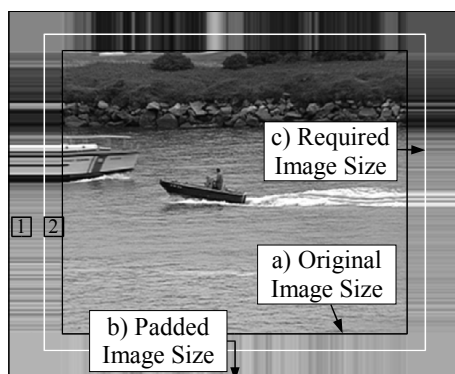 c) Required
Image Size
1
2
a) Original
Image Size
b) Padded
Image Size